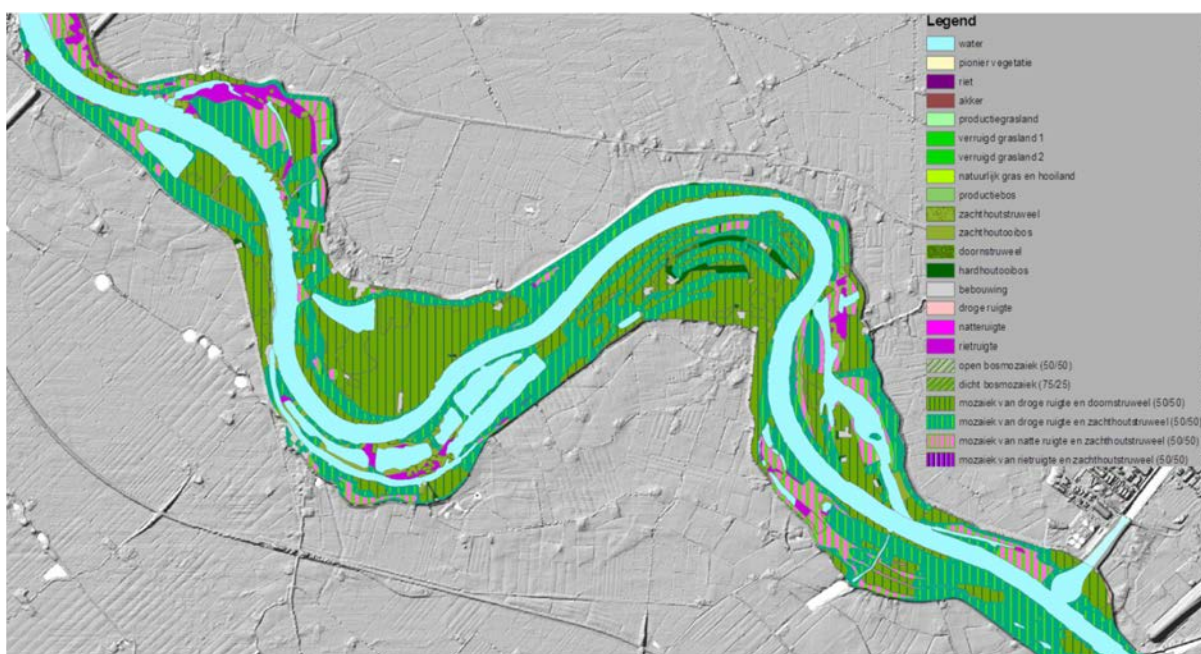 Legend
water
pionier vegetatie
riet
akker
productiegrasland
verruigd grasland 1
verruigd grasland 2
natuurlijk gras en hooiland
productiebos
zachthoutstruweel
zachthoutooibos
doornstruweel
hardhoutooibos
bebouwing
droge ruigte
natteruigte
rietruigte
open bosmozaiek (50/50)
dicht bosmozaiek (75/25)
mozaiek van droge ruigte en doornstruweel (50/50)
mozaiek van droge ruigte en zachthoutstruweel (50/50)
mozaiek van natte ruigte en zachthoutstruweel (50/50)
mozaiek van rietruigte en zachthoutstruweel (50/50)